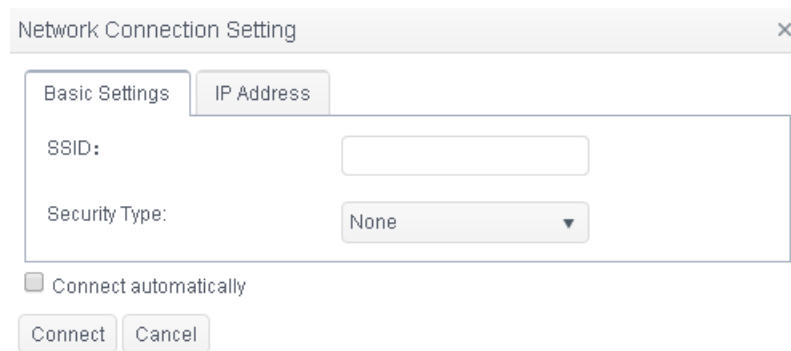 Network Connection Setting ×
Basic Settings IP Address
SSID:
Security Type: None
Connect automatically
Connect Cancel